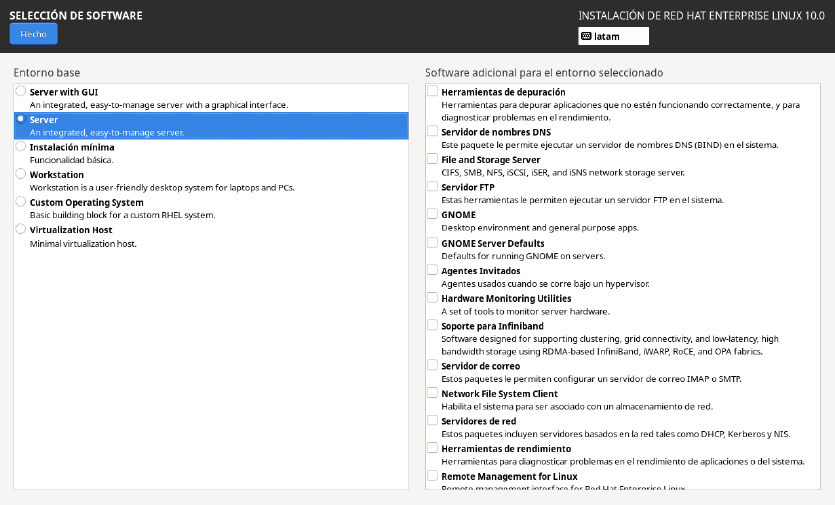 SELECCIÓN DE SOFTWARE
Hecho
INSTALACIÓN DE RED HAT ENTERPRISE LINUX 10.0
latam
Entorno base
Server with GUI
An integrated, easy-to-manage server with a graphical interface.
Server
An integrated, easy-to-manage server.
Instalación mínima
Funcionalidad básica.
Workstation
Workstation is a user-friendly desktop system for laptops and PCs.
Custom Operating System
Basic building block for a custom RHEL system.
Virtualization Host
Minimal virtualization host.
Software adicional para el entorno seleccionado
Herramientas de depuración
Herramientas para depurar aplicaciones que no estén funcionando correctamente, y para
diagnosticar problemas en el rendimiento.
Servidor de nombres DNS
Este paquete le permite ejecutar un servidor de nombres DNS (BIND) en el sistema.
File and Storage Server
CIFS, SMB, NFS, iSCSI, iSER, and iSNS network storage server.
Servidor FTP
Estas herramientas le permiten ejecutar un servidor FTP en el sistema.
GNOME
Desktop environment and general purpose apps.
GNOME Server Defaults
Defaults for running GNOME on servers.
Agentes Invitados
Agentes usados cuando se corre bajo un hypervisor.
Hardware Monitoring Utilities
A set of tools to monitor server hardware.
Soporte para Infiniband
Software designed for supporting clustering, grid connectivity, and low-latency, high
bandwidth storage using RDMA-based InfiniBand, iWARP, RoCE, and OPA fabrics.
Servidor de correo
Estos paquetes le permiten configurar un servidor de correo IMAP o SMTP.
Network File System Client
Habilita el sistema para ser asociado con un almacenamiento de red.
Servidores de red
Estos paquetes incluyen servidores basados en la red tales como DHCP, Kerberos y NIS.
Herramientas de rendimiento
Herramientas para diagnosticar problemas en el rendimiento de aplicaciones o del sistema.
Remote Management for Linux
Remote management interface for Red Hat Enterprise Linux.